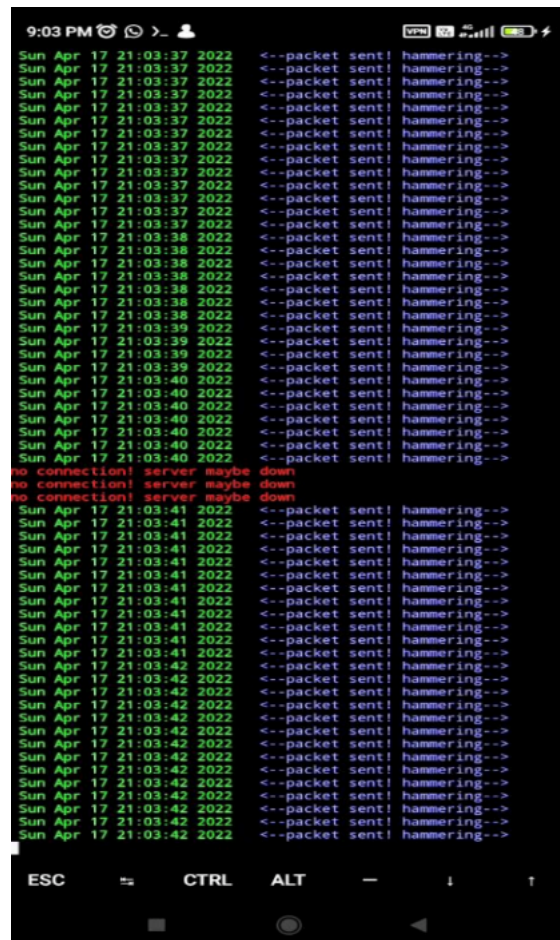 9:03 PM >_ VPN 4G
Sun Apr 17 21:03:37 2022 <--packet sent! hammering-->
Sun Apr 17 21:03:37 2022 <--packet sent! hammering-->
Sun Apr 17 21:03:37 2022 <--packet sent! hammering-->
Sun Apr 17 21:03:37 2022 <--packet sent! hammering-->
Sun Apr 17 21:03:37 2022 <--packet sent! hammering-->
Sun Apr 17 21:03:37 2022 <--packet sent! hammering-->
Sun Apr 17 21:03:37 2022 <--packet sent! hammering-->
Sun Apr 17 21:03:37 2022 <--packet sent! hammering-->
Sun Apr 17 21:03:37 2022 <--packet sent! hammering-->
Sun Apr 17 21:03:37 2022 <--packet sent! hammering-->
Sun Apr 17 21:03:37 2022 <--packet sent! hammering-->
Sun Apr 17 21:03:37 2022 <--packet sent! hammering-->
Sun Apr 17 21:03:37 2022 <--packet sent! hammering-->
Sun Apr 17 21:03:37 2022 <--packet sent! hammering-->
Sun Apr 17 21:03:38 2022 <--packet sent! hammering-->
Sun Apr 17 21:03:38 2022 <--packet sent! hammering-->
Sun Apr 17 21:03:38 2022 <--packet sent! hammering-->
Sun Apr 17 21:03:38 2022 <--packet sent! hammering-->
Sun Apr 17 21:03:38 2022 <--packet sent! hammering-->
Sun Apr 17 21:03:38 2022 <--packet sent! hammering-->
Sun Apr 17 21:03:38 2022 <--packet sent! hammering-->
Sun Apr 17 21:03:39 2022 <--packet sent! hammering-->
Sun Apr 17 21:03:39 2022 <--packet sent! hammering-->
Sun Apr 17 21:03:39 2022 <--packet sent! hammering-->
Sun Apr 17 21:03:39 2022 <--packet sent! hammering-->
Sun Apr 17 21:03:40 2022 <--packet sent! hammering-->
Sun Apr 17 21:03:40 2022 <--packet sent! hammering-->
Sun Apr 17 21:03:40 2022 <--packet sent! hammering-->
Sun Apr 17 21:03:40 2022 <--packet sent! hammering-->
Sun Apr 17 21:03:40 2022 <--packet sent! hammering-->
Sun Apr 17 21:03:40 2022 <--packet sent! hammering-->
Sun Apr 17 21:03:40 2022 <--packet sent! hammering-->
no connection! server maybe down
no connection! server maybe down
no connection! server maybe down
Sun Apr 17 21:03:41 2022 <--packet sent! hammering-->
Sun Apr 17 21:03:41 2022 <--packet sent! hammering-->
Sun Apr 17 21:03:41 2022 <--packet sent! hammering-->
Sun Apr 17 21:03:41 2022 <--packet sent! hammering-->
Sun Apr 17 21:03:41 2022 <--packet sent! hammering-->
Sun Apr 17 21:03:41 2022 <--packet sent! hammering-->
Sun Apr 17 21:03:41 2022 <--packet sent! hammering-->
Sun Apr 17 21:03:41 2022 <--packet sent! hammering-->
Sun Apr 17 21:03:41 2022 <--packet sent! hammering-->
Sun Apr 17 21:03:41 2022 <--packet sent! hammering-->
Sun Apr 17 21:03:41 2022 <--packet sent! hammering-->
Sun Apr 17 21:03:41 2022 <--packet sent! hammering-->
Sun Apr 17 21:03:42 2022 <--packet sent! hammering-->
Sun Apr 17 21:03:42 2022 <--packet sent! hammering-->
Sun Apr 17 21:03:42 2022 <--packet sent! hammering-->
Sun Apr 17 21:03:42 2022 <--packet sent! hammering-->
Sun Apr 17 21:03:42 2022 <--packet sent! hammering-->
Sun Apr 17 21:03:42 2022 <--packet sent! hammering-->
Sun Apr 17 21:03:42 2022 <--packet sent! hammering-->
Sun Apr 17 21:03:42 2022 <--packet sent! hammering-->
Sun Apr 17 21:03:42 2022 <--packet sent! hammering-->
Sun Apr 17 21:03:42 2022 <--packet sent! hammering-->
Sun Apr 17 21:03:42 2022 <--packet sent! hammering-->
Sun Apr 17 21:03:42 2022 <--packet sent! hammering-->
Sun Apr 17 21:03:42 2022 <--packet sent! hammering-->
Sun Apr 17 21:03:42 2022 <--packet sent! hammering-->
ESC ↹ CTRL ALT — ↓ ↑